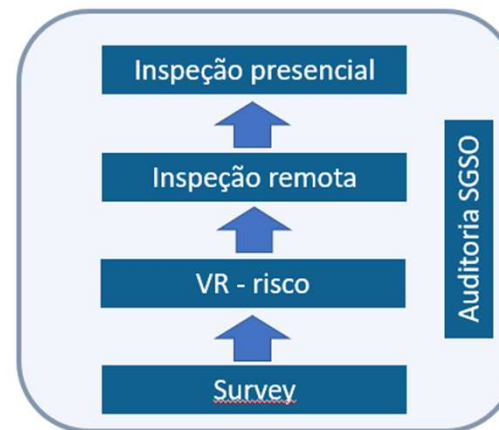 Inspeção presencial
Inspeção remota
VR - risco
Survey
Auditoria SGSO